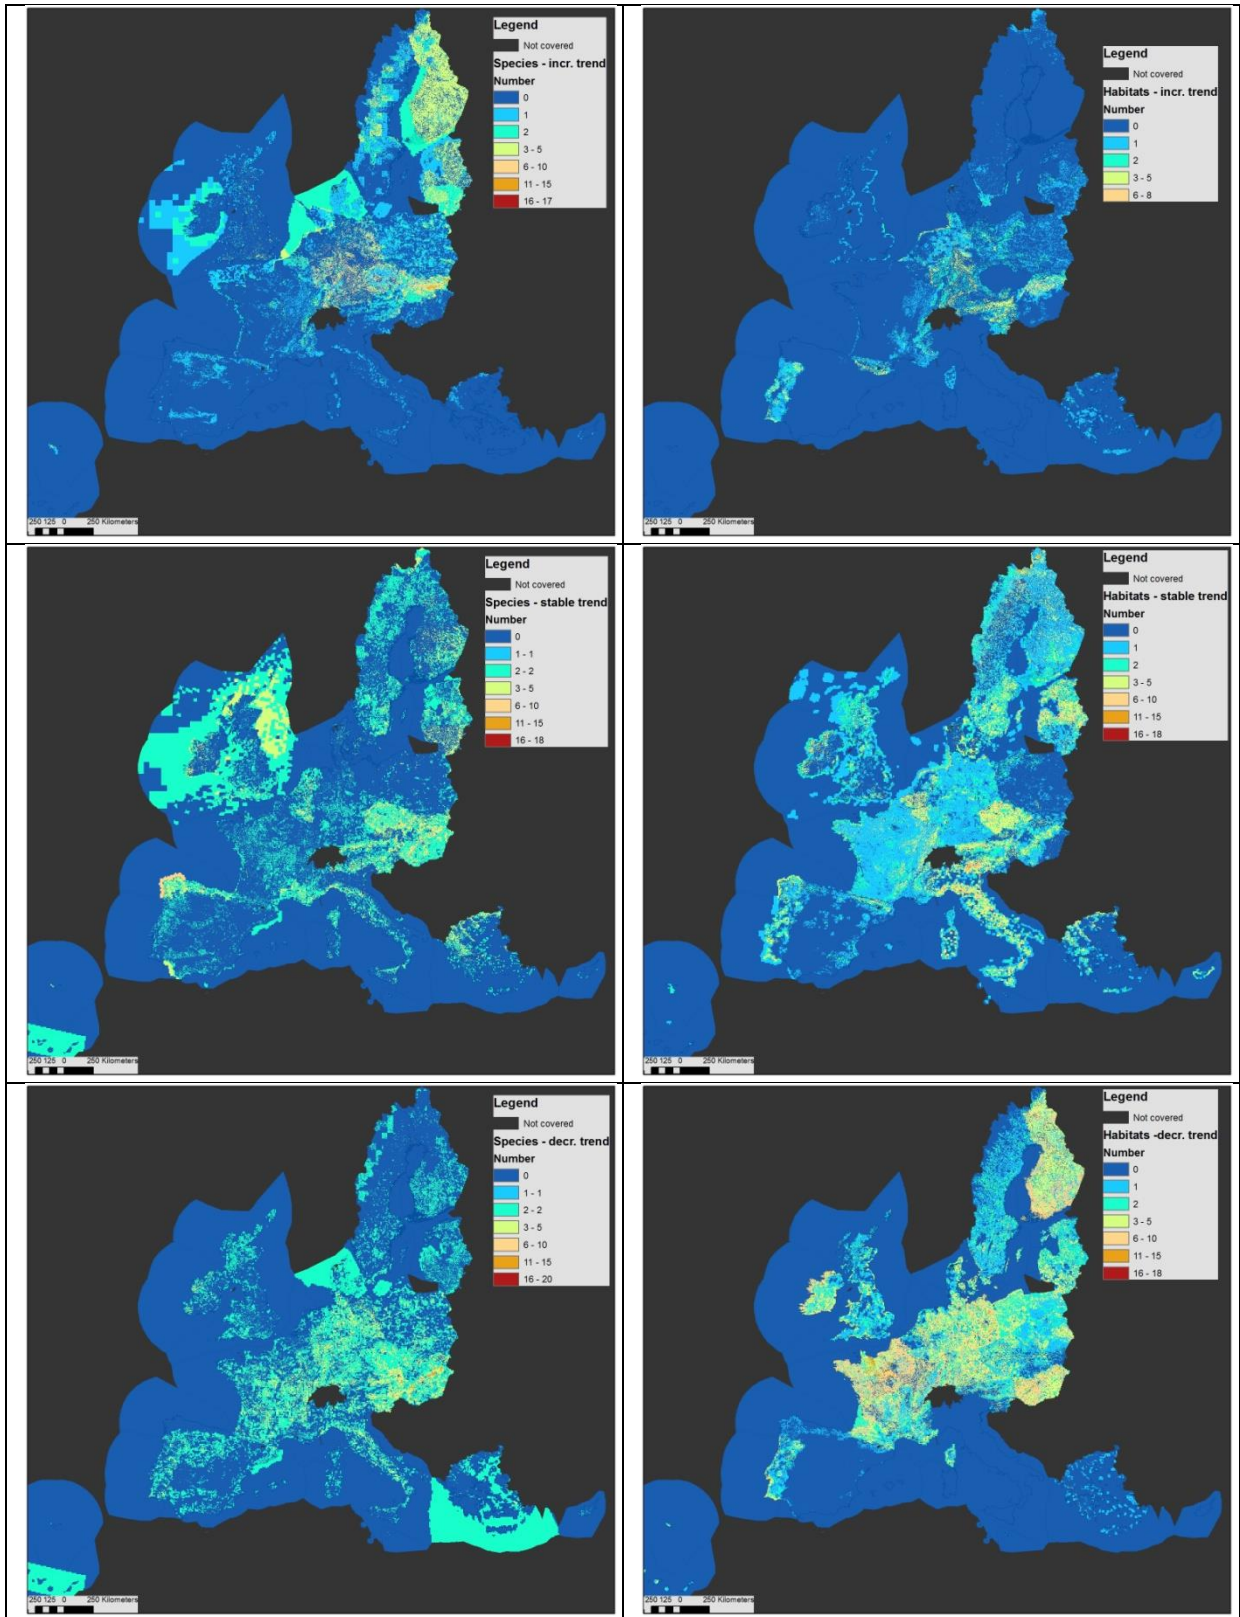 Legend
Not covered
Species - incr. trend
Number
0
1
2
3 - 5
6 - 10
11 - 15
16 - 17
250 125 0 250 Kilometers
Legend
Not covered
Habitats - incr. trend
Number
0
1
2
3 - 5
6 - 8
250 125 0 250 Kilometers
Legend
Not covered
Species - stable trend
Number
0
1 - 1
2 - 2
3 - 5
6 - 10
11 - 15
16 - 18
250 125 0 250 Kilometers
Legend
Not covered
Habitats - stable trend
Number
0
1
2
3 - 5
6 - 10
11 - 15
16 - 18
250 125 0 250 Kilometers
Legend
Not covered
Species - decr. trend
Number
0
1 - 1
2 - 2
3 - 5
6 - 10
11 - 15
16 - 20
250 125 0 250 Kilometers
Legend
Not covered
Habitats -decr. trend
Number
0
1
2
3 - 5
6 - 10
11 - 15
16 - 18
250 125 0 250 Kilometers